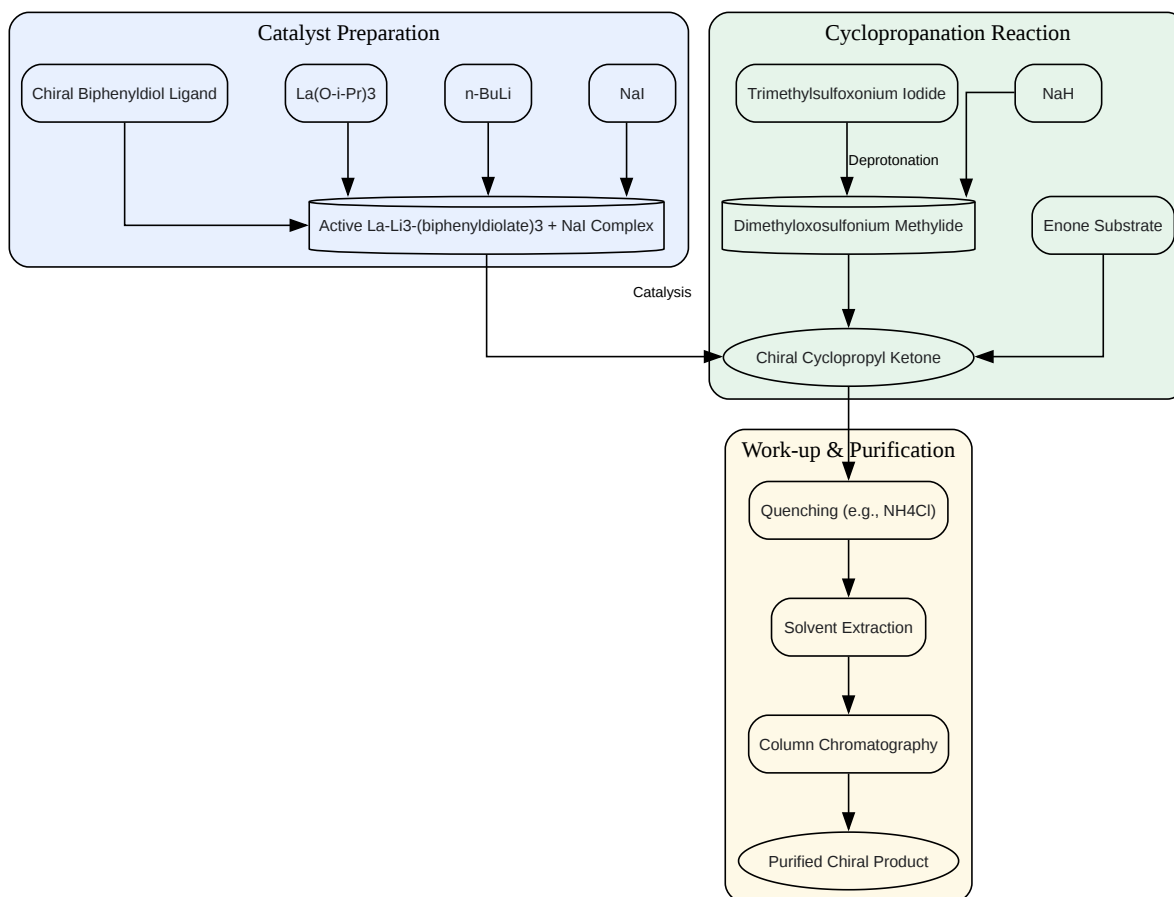 Catalyst Preparation
Cyclopropanation Reaction
Chiral Biphenyldiol Ligand
La(O-i-Pr)3
n-BuLi
NaI
Trimethylsulfoxonium Iodide
NaH
Deprotonation
Active La-Li3-(biphenyldiolate)3 + NaI Complex
Dimethyloxosulfonium Methylide
Enone Substrate
Catalysis
Chiral Cyclopropyl Ketone
Work-up & Purification
Quenching (e.g., NH4Cl)
Solvent Extraction
Column Chromatography
Purified Chiral Product